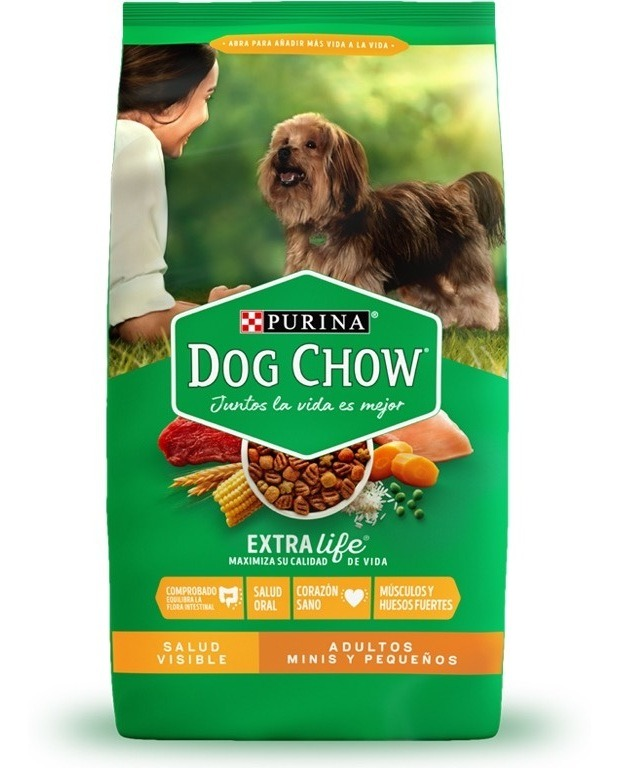 • ABRA PARA AÑADIR MÁS VIDA A LA VIDA •
PURINA®
DOG CHOW®
Juntos la vida es mejor
EXTRA life®
MAXIMIZA SU CALIDAD DE VIDA
COMPROBADO
EQUILIBRA LA
FLORA INTESTINAL
SALUD
ORAL
CORAZÓN
SANO
MÚSCULOS Y
HUESOS FUERTES
SALUD
VISIBLE
ADULTOS
MINIS Y PEQUEÑOS